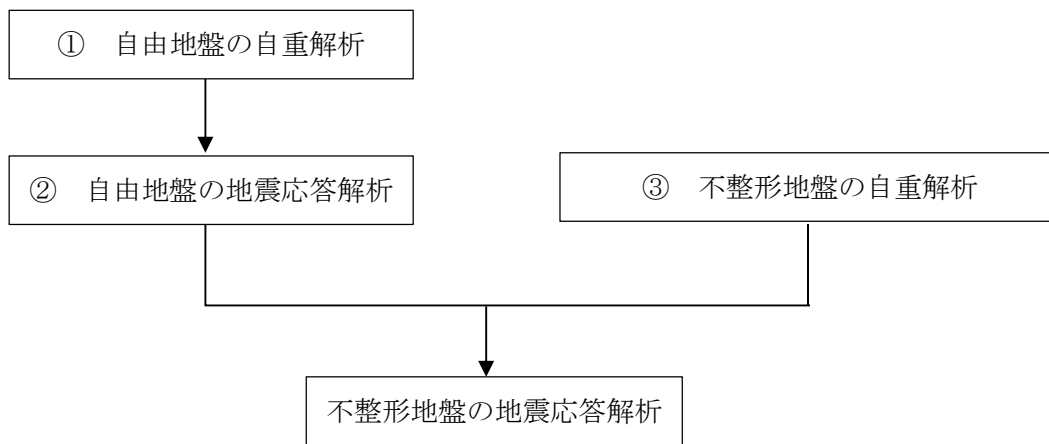 ① 自由地盤の自重解析
② 自由地盤の地震応答解析
③ 不整形地盤の自重解析
不整形地盤の地震応答解析